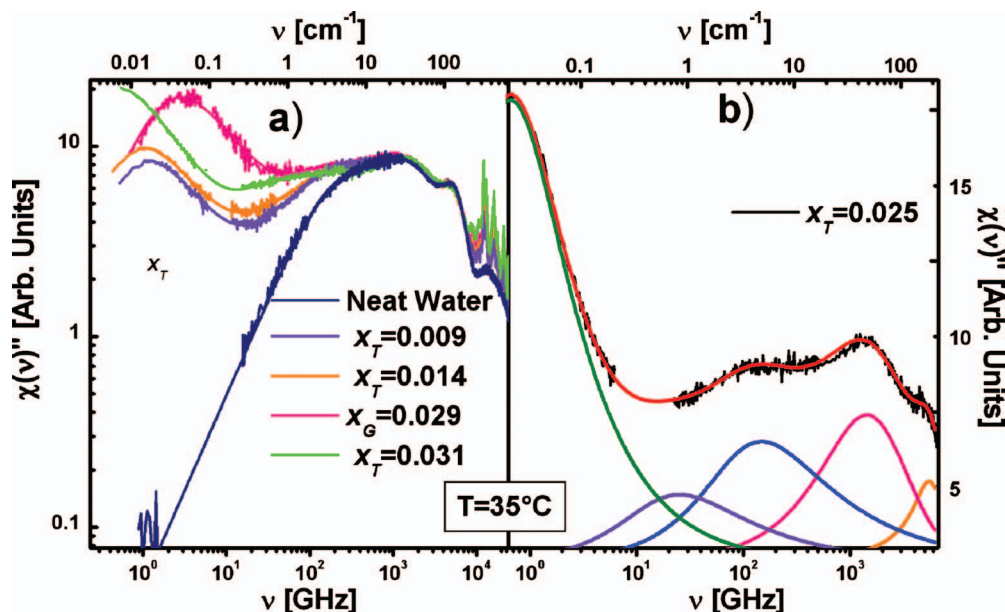 ν [cm⁻¹]
ν [cm⁻¹]
0.01 0.1 1 10 100
0.1 1 10 100
a)
b)
10
1
0.1
χ(ν)'' [Arb. Units]
x_T
Neat Water
x_T=0.009
x_T=0.014
x_G=0.029
x_T=0.031
T=35°C
x_T=0.025
15
10
5
χ(ν)'' [Arb. Units]
10⁰ 10¹ 10² 10³ 10⁴
10⁰ 10¹ 10² 10³
ν [GHz]
ν [GHz]